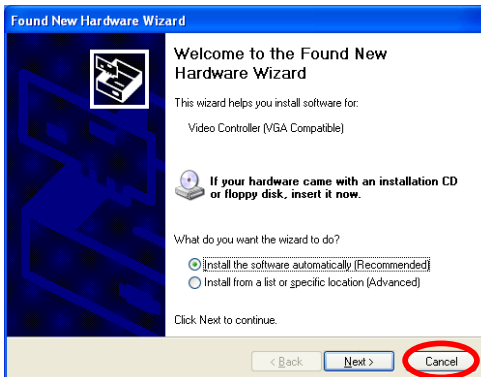 Found New Hardware Wizard
Welcome to the Found New
Hardware Wizard
This wizard helps you install software for:
Video Controller (VGA Compatible)
If your hardware came with an installation CD
or floppy disk, insert it now.
What do you want the wizard to do?
Install the software automatically (Recommended)
Install from a list or specific location (Advanced)
Click Next to continue.
< Back Next > Cancel